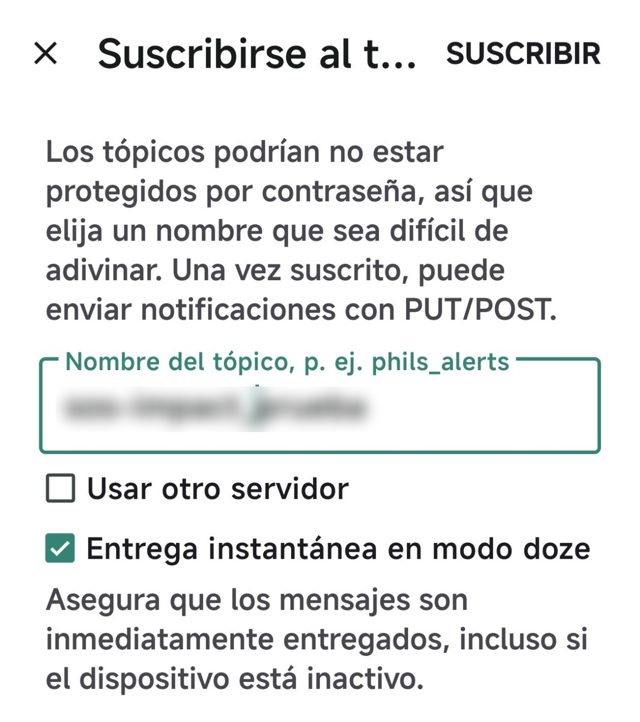 Suscribirse al t... SUSCRIBIR
Los tópicos podrían no estar
protegidos por contraseña, así que
elija un nombre que sea difícil de
adivinar. Una vez suscrito, puede
enviar notificaciones con PUT/POST.
Nombre del tópico, p. ej. phils_alerts
Usar otro servidor
Entrega instantánea en modo doze
Asegura que los mensajes son
inmediatamente entregados, incluso si
el dispositivo está inactivo.